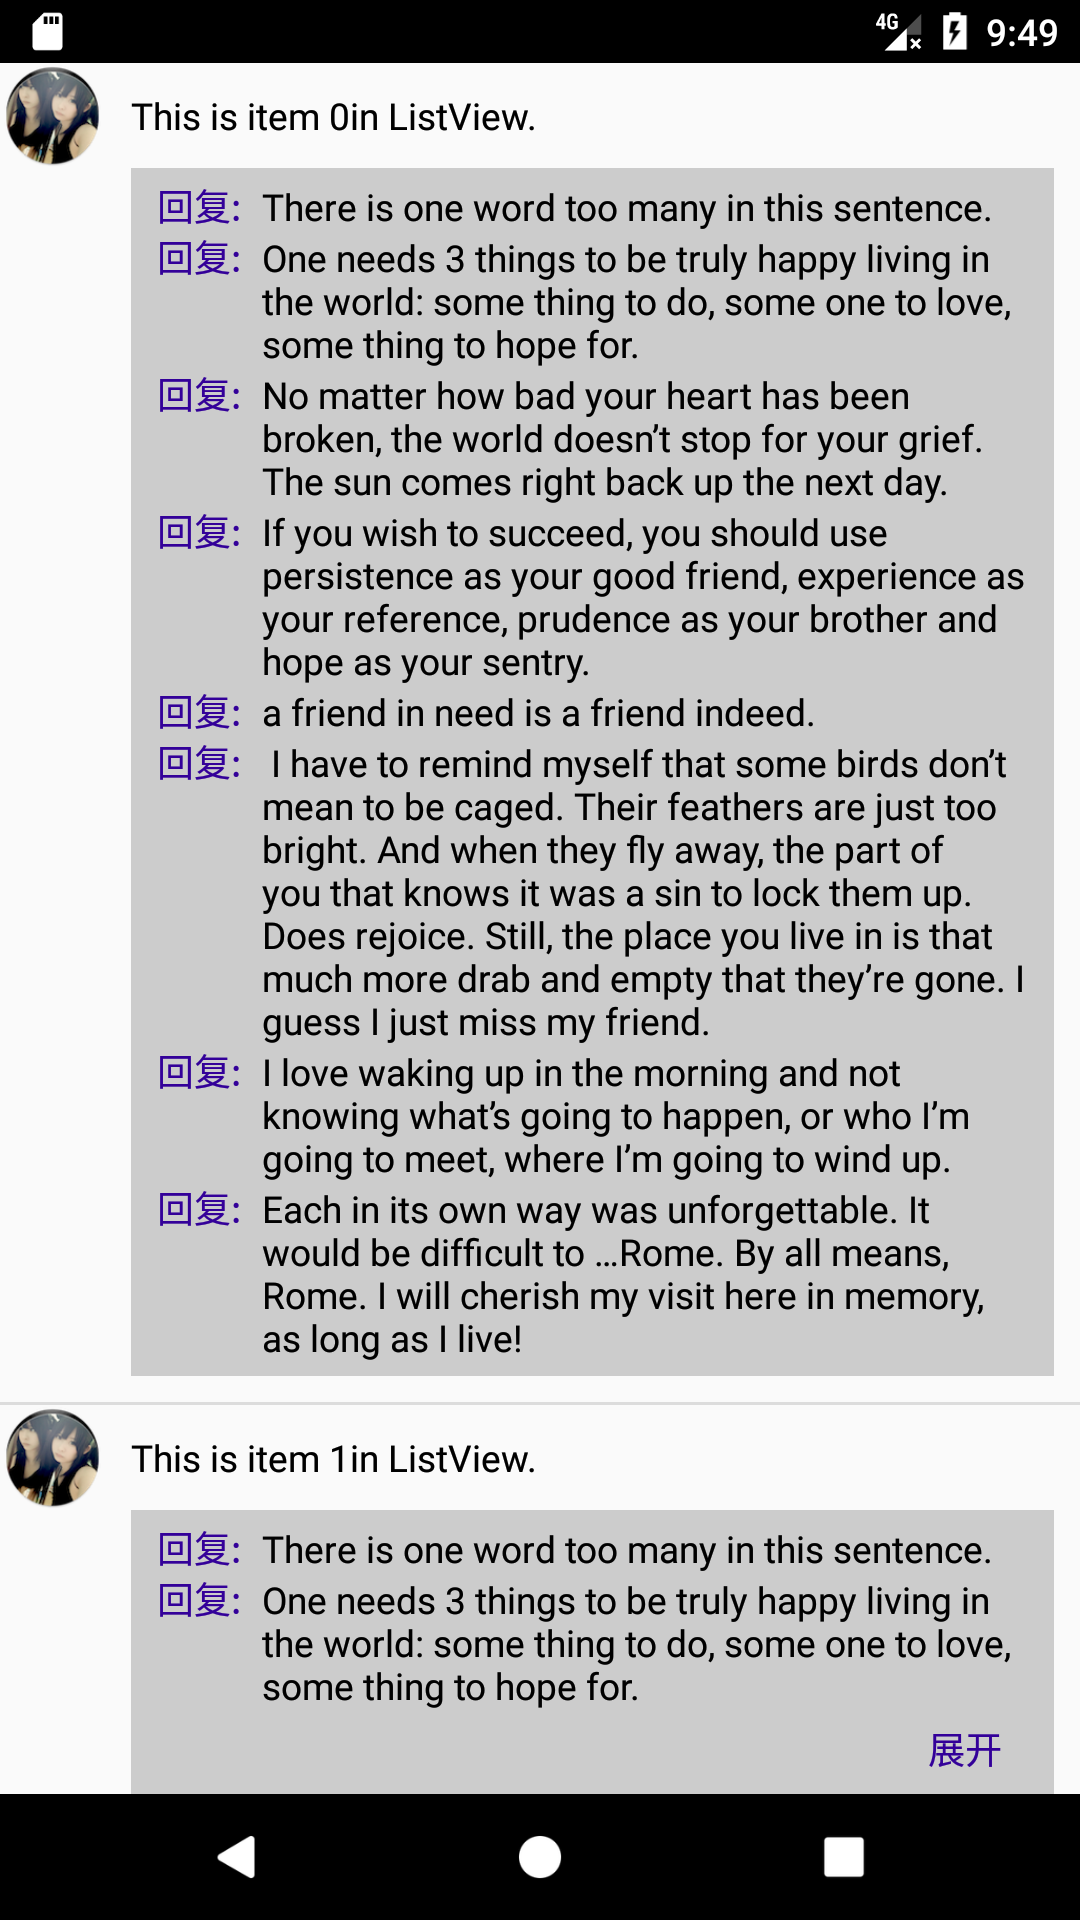 4G 9:49
This is item 0in ListView.
回复: There is one word too many in this sentence.
回复: One needs 3 things to be truly happy living in
the world: some thing to do, some one to love,
some thing to hope for.
回复: No matter how bad your heart has been
broken, the world doesn’t stop for your grief.
The sun comes right back up the next day.
回复: If you wish to succeed, you should use
persistence as your good friend, experience as
your reference, prudence as your brother and
hope as your sentry.
回复: a friend in need is a friend indeed.
回复: I have to remind myself that some birds don’t
mean to be caged. Their feathers are just too
bright. And when they fly away, the part of
you that knows it was a sin to lock them up.
Does rejoice. Still, the place you live in is that
much more drab and empty that they’re gone. I
guess I just miss my friend.
回复: I love waking up in the morning and not
knowing what’s going to happen, or who I’m
going to meet, where I’m going to wind up.
回复: Each in its own way was unforgettable. It
would be difficult to …Rome. By all means,
Rome. I will cherish my visit here in memory,
as long as I live!
This is item 1in ListView.
回复: There is one word too many in this sentence.
回复: One needs 3 things to be truly happy living in
the world: some thing to do, some one to love,
some thing to hope for.
展开